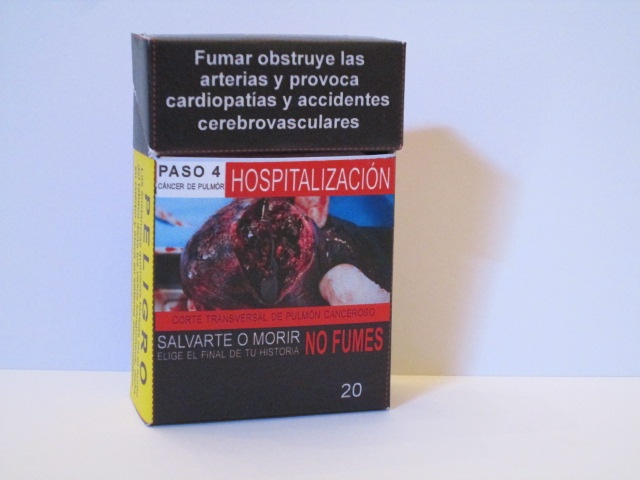 Fumar obstruye las
arterias y provoca
cardiopatías y accidentes
cerebrovasculares
PASO 4
CÁNCER DE PULMÓN
HOSPITALIZACIÓN
CORTE TRANSVERSAL DE PULMÓN CANCEROSO
SALVARTE O MORIR
ELIGE EL FINAL DE TU HISTORIA
NO FUMES
20
PELIGRO